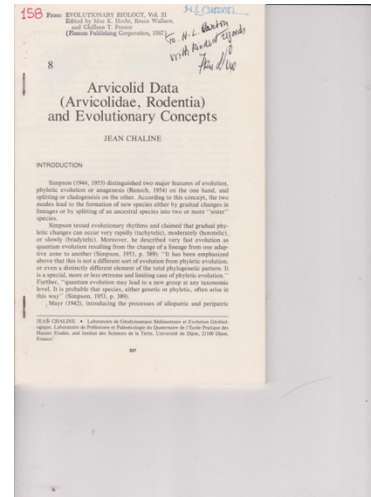 158 From: EVOLUTIONARY BIOLOGY, Vol. 21
Edited by Max K. Hecht, Bruce Wallace,
and Ghillean T. Prance
(Plenum Publishing Corporation, 1987)
H.L. Carson
To
With kindest regards
8
Arvicolid Data
(Arvicolidae, Rodentia)
and Evolutionary Concepts
JEAN CHALINE
INTRODUCTION
Simpson (1944, 1953) distinguished two major features of evolution,
phyletic evolution or anagenesis (Rensch, 1954) on the one hand, and
splitting or cladogenesis on the other. According to this concept, the two
modes lead to the formation of new species either by gradual changes in
lineages or by splitting of an ancestral species into two or more "sister"
species.
Simpson tested evolutionary rhythms and claimed that gradual phy-
letic changes can occur very rapidly (tachytelic), moderately (horotelic),
or slowly (bradytelic). Moreover, he described very fast evolution as
quantum evolution resulting from the change of a lineage from one adap-
tive zone to another (Simpson, 1953, p. 389): "It has been emphasized
above that this is not a different sort of evolution from phyletic evolution,
or even a distinctly different element of the total phylogenetic pattern. It
is a special, more or less extreme and limiting case of phyletic evolution."
Further, "quantum evolution may lead to a new group at any taxonomic
level. It is probable that species, either genetic or phyletic, often arise in
this way" (Simpson, 1953, p. 389).
Mayr (1942), introducing the processes of allopatric and peripatric
JEAN CHALINE • Laboratoire de Géodynamique Sédimentaire et Evolution Géobiol-
ogique, Laboratoire de Préhistoire et Paléoécologie du Quaternaire de l'Ecole Pratique des
Hautes Etudes, and Institut des Sciences de la Terre, Université de Dijon, 21100 Dijon,
France.
237